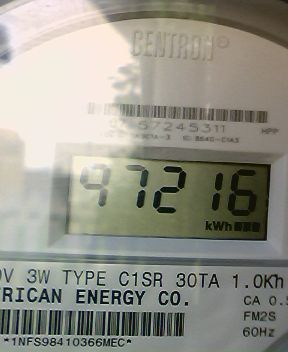 CENTRON®
57245311 HPP
97216
kWh
V 3W TYPE C1SR 30TA 1.0Kh
RICAN ENERGY CO. CA 0.5
FM2S
*1NFS98410366MEC* 60Hz